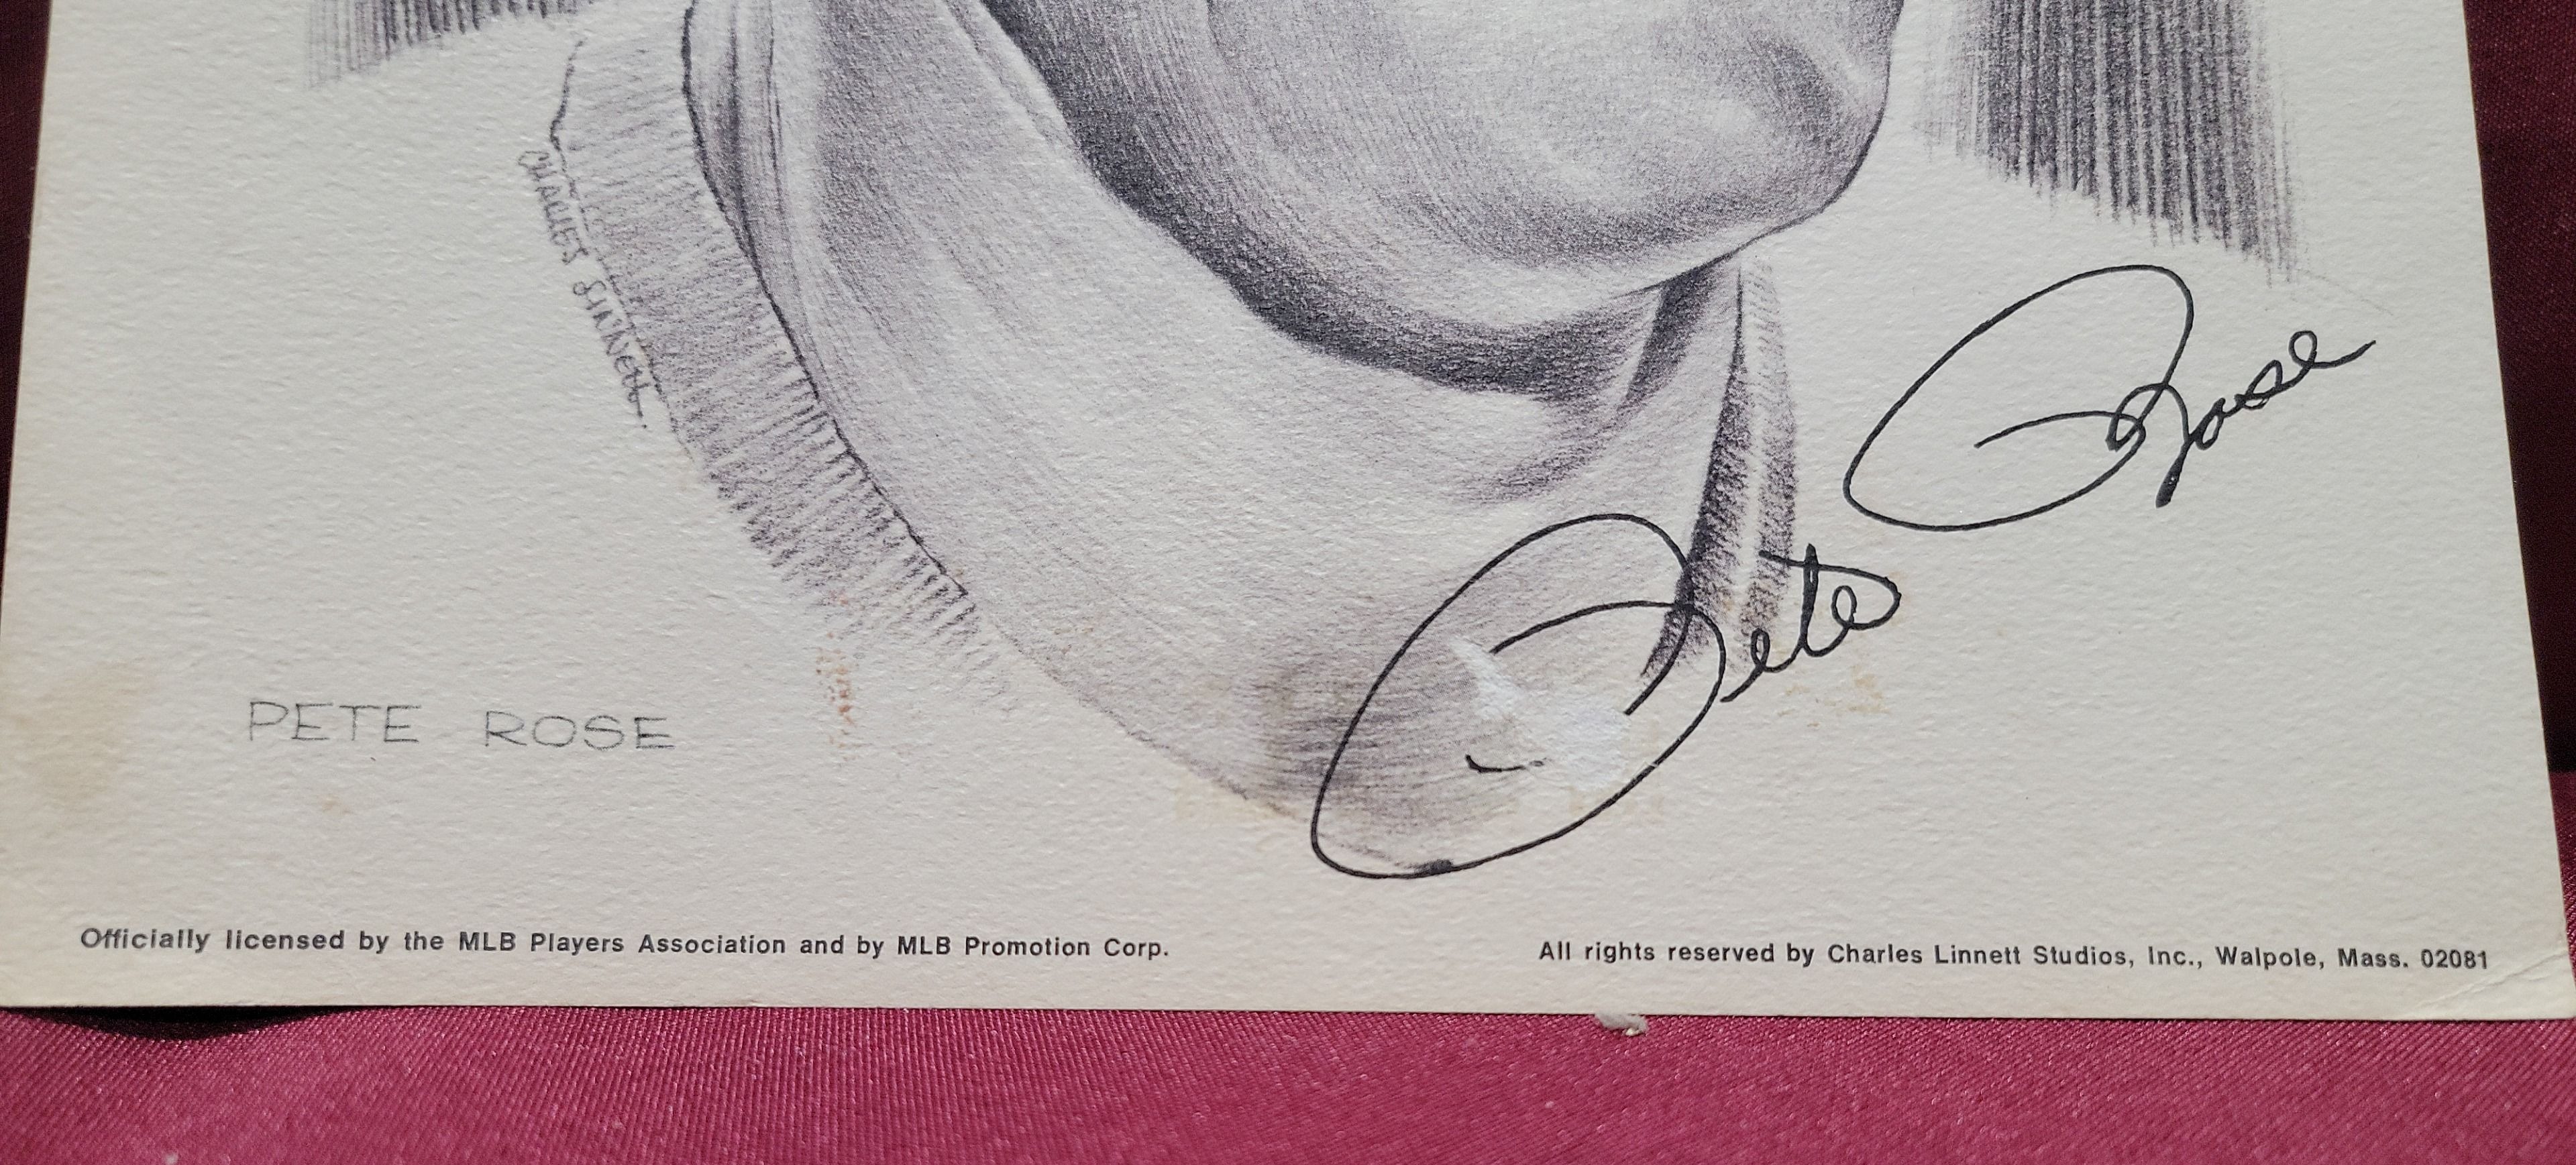 CHARLES LINNETT.
Pete Rose
PETE ROSE
Officially licensed by the MLB Players Association and by MLB Promotion Corp.
All rights reserved by Charles Linnett Studios, Inc., Walpole, Mass. 02081